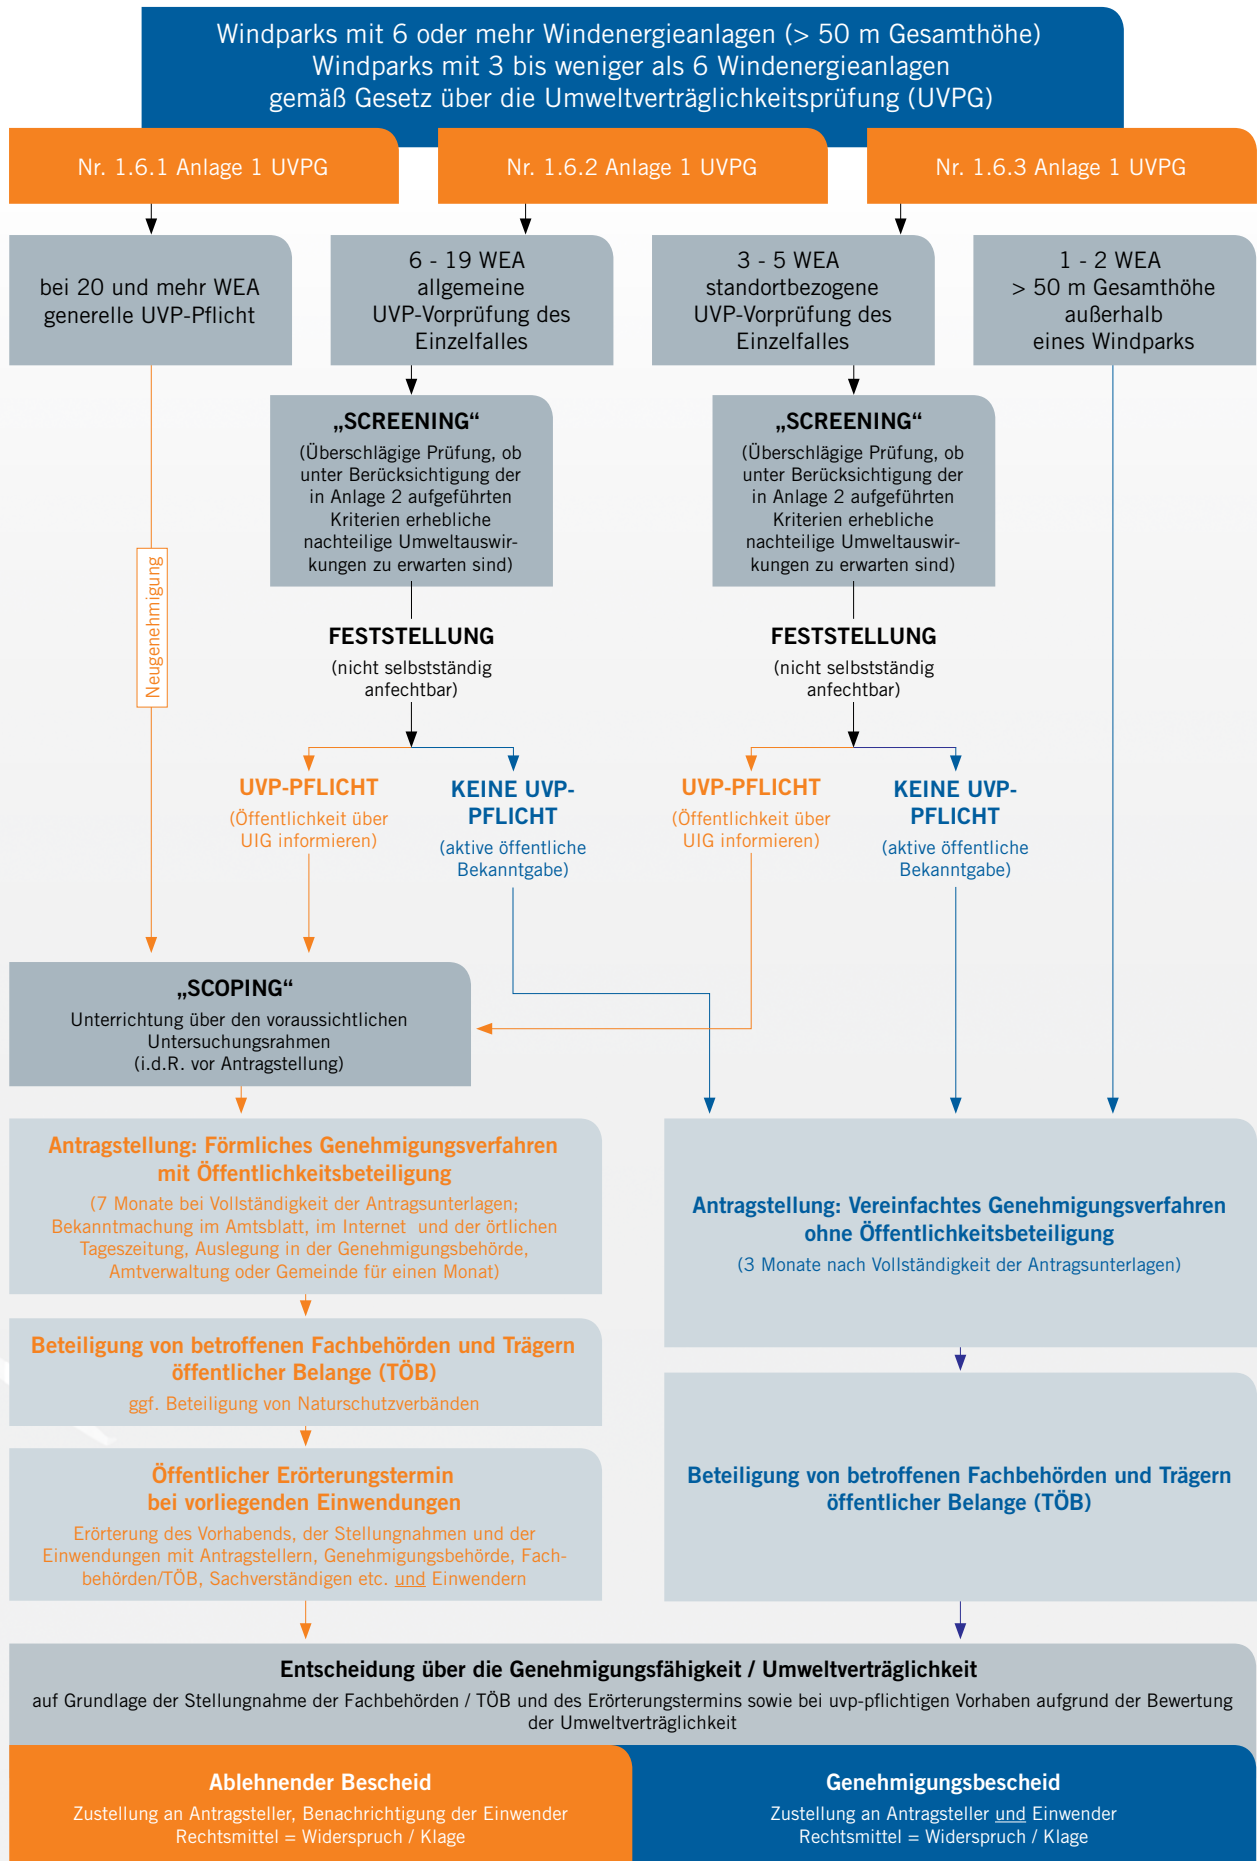 Windparks mit 6 oder mehr Windenergieanlagen (> 50 m Gesamthöhe)
Windparks mit 3 bis weniger als 6 Windenergieanlagen
gemäß Gesetz über die Umweltverträglichkeitsprüfung (UVPG)
Nr. 1.6.1 Anlage 1 UVPG
Nr. 1.6.2 Anlage 1 UVPG
Nr. 1.6.3 Anlage 1 UVPG
bei 20 und mehr WEA
generelle UVP-Pflicht
6 - 19 WEA
allgemeine
UVP-Vorprüfung des
Einzelfalles
3 - 5 WEA
standortbezogene
UVP-Vorprüfung des
Einzelfalles
1 - 2 WEA
> 50 m Gesamthöhe
außerhalb
eines Windparks
„SCREENING“
(Überschlägige Prüfung, ob
unter Berücksichtigung der
in Anlage 2 aufgeführten
Kriterien erhebliche
nachteilige Umweltauswir-
kungen zu erwarten sind)
„SCREENING“
(Überschlägige Prüfung, ob
unter Berücksichtigung der
in Anlage 2 aufgeführten
Kriterien erhebliche
nachteilige Umweltauswir-
kungen zu erwarten sind)
Neugenehmigung
FESTSTELLUNG
(nicht selbstständig
anfechtbar)
FESTSTELLUNG
(nicht selbstständig
anfechtbar)
UVP-PFLICHT
(Öffentlichkeit über
UIG informieren)
KEINE UVP-
PFLICHT
(aktive öffentliche
Bekanntgabe)
UVP-PFLICHT
(Öffentlichkeit über
UIG informieren)
KEINE UVP-
PFLICHT
(aktive öffentliche
Bekanntgabe)
„SCOPING“
Unterrichtung über den voraussichtlichen
Untersuchungsrahmen
(i.d.R. vor Antragstellung)
Antragstellung: Förmliches Genehmigungsverfahren
mit Öffentlichkeitsbeteiligung
(7 Monate bei Vollständigkeit der Antragsunterlagen;
Bekanntmachung im Amtsblatt, im Internet und der örtlichen
Tageszeitung, Auslegung in der Genehmigungsbehörde,
Amtverwaltung oder Gemeinde für einen Monat)
Antragstellung: Vereinfachtes Genehmigungsverfahren
ohne Öffentlichkeitsbeteiligung
(3 Monate nach Vollständigkeit der Antragsunterlagen)
Beteiligung von betroffenen Fachbehörden und Trägern
öffentlicher Belange (TÖB)
ggf. Beteiligung von Naturschutzverbänden
Öffentlicher Erörterungstermin
bei vorliegenden Einwendungen
Erörterung des Vorhabends, der Stellungnahmen und der
Einwendungen mit Antragstellern, Genehmigungsbehörde, Fach-
behörden/TÖB, Sachverständigen etc. und Einwendern
Beteiligung von betroffenen Fachbehörden und Trägern
öffentlicher Belange (TÖB)
Entscheidung über die Genehmigungsfähigkeit / Umweltverträglichkeit
auf Grundlage der Stellungnahme der Fachbehörden / TÖB und des Erörterungstermins sowie bei uvp-pflichtigen Vorhaben aufgrund der Bewertung
der Umweltverträglichkeit
Ablehnender Bescheid
Zustellung an Antragsteller, Benachrichtigung der Einwender
Rechtsmittel = Widerspruch / Klage
Genehmigungsbescheid
Zustellung an Antragsteller und Einwender
Rechtsmittel = Widerspruch / Klage